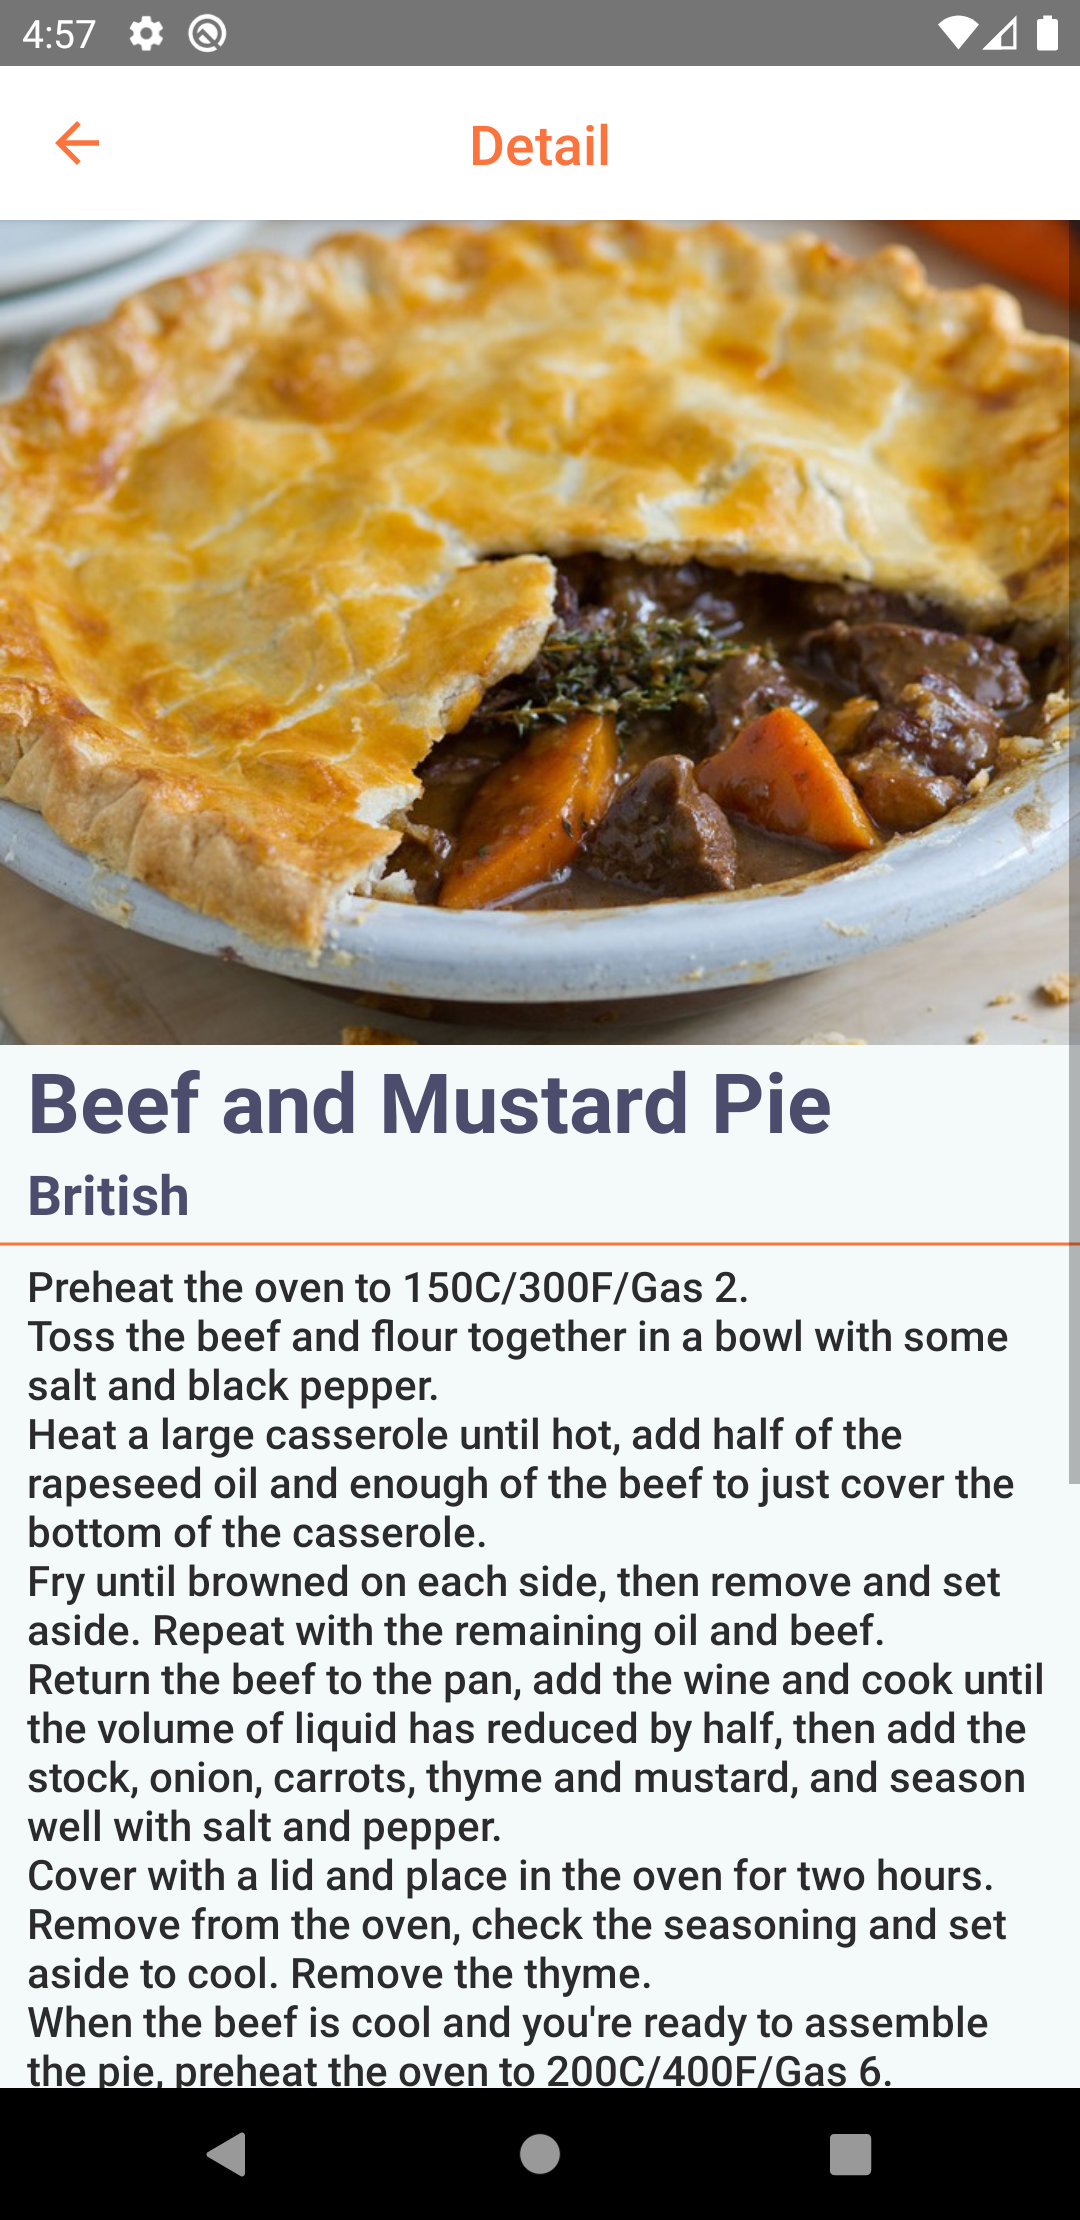 4:57
Detail
Beef and Mustard Pie
British
Preheat the oven to 150C/300F/Gas 2.
Toss the beef and flour together in a bowl with some
salt and black pepper.
Heat a large casserole until hot, add half of the
rapeseed oil and enough of the beef to just cover the
bottom of the casserole.
Fry until browned on each side, then remove and set
aside. Repeat with the remaining oil and beef.
Return the beef to the pan, add the wine and cook until
the volume of liquid has reduced by half, then add the
stock, onion, carrots, thyme and mustard, and season
well with salt and pepper.
Cover with a lid and place in the oven for two hours.
Remove from the oven, check the seasoning and set
aside to cool. Remove the thyme.
When the beef is cool and you're ready to assemble
the pie, preheat the oven to 200C/400F/Gas 6.